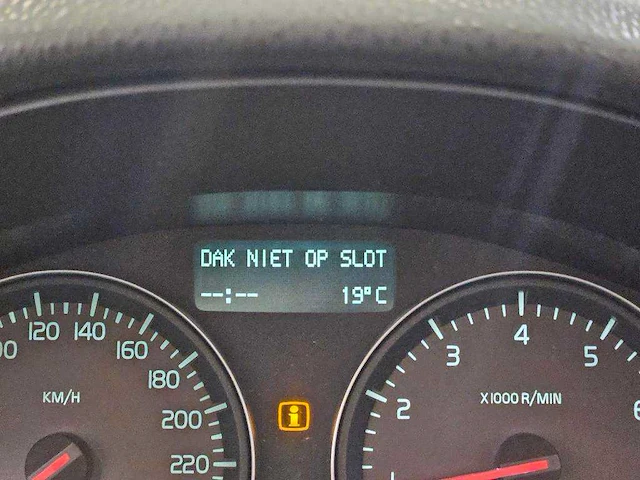 DAK NIET OP SLOT
--:-- 19°C
120 140
160
180
200
220
KM/H
2
3
4
5
X1000 R/MIN